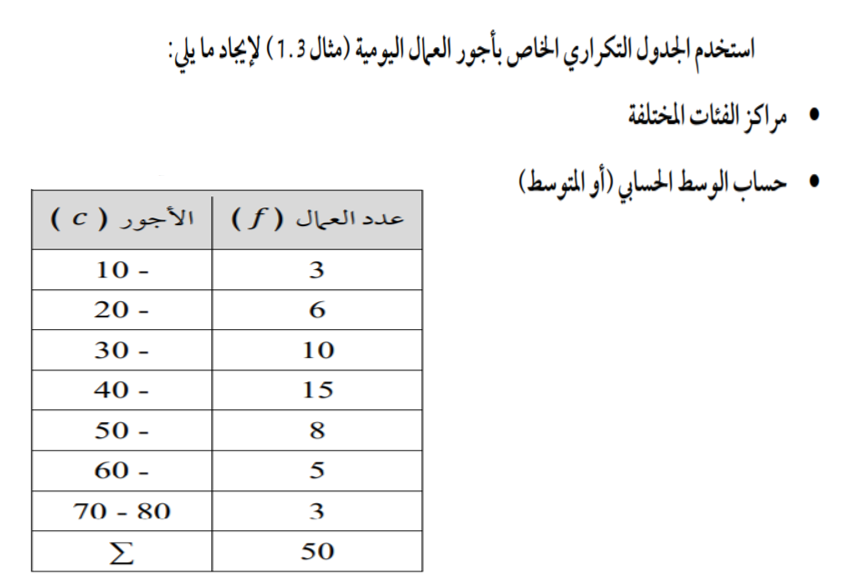 استخدم الجدول التكراري الخاص بأجور العمال اليومية (مثال 1.3) لإيجاد ما يلي:
• مراكز الفئات المختلفة
• حساب الوسط الحسابي (أو المتوسط)
الأجور ( c ) عدد العمال ( f )
10 - 3
20 - 6
30 - 10
40 - 15
50 - 8
60 - 5
70 - 80 3
∑ 50